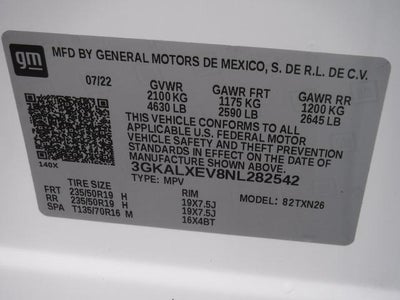 gm
MFD BY GENERAL MOTORS DE MEXICO, S. DE R.L. DE C.V.
07/22 GVWR GAWR FRT GAWR RR
2100 KG 1175 KG 1200 KG
4630 LB 2590 LB 2645 LB
THIS VEHICLE CONFORMS TO ALL
APPLICABLE U.S. FEDERAL MOTOR
VEHICLE SAFETY AND THEFT PREVENTION
STANDARDS IN EFFECT ON THE DATE OF
MANUFACTURE SHOWN ABOVE.
140X 3GKALXEV8NL282542
TYPE: MPV
TIRE SIZE RIM MODEL: 82TXN26
FRT 235/50R19 H 19X7.5J
RR 235/50R19 H 19X7.5J
SPA T135/70R16 M 16X4BT